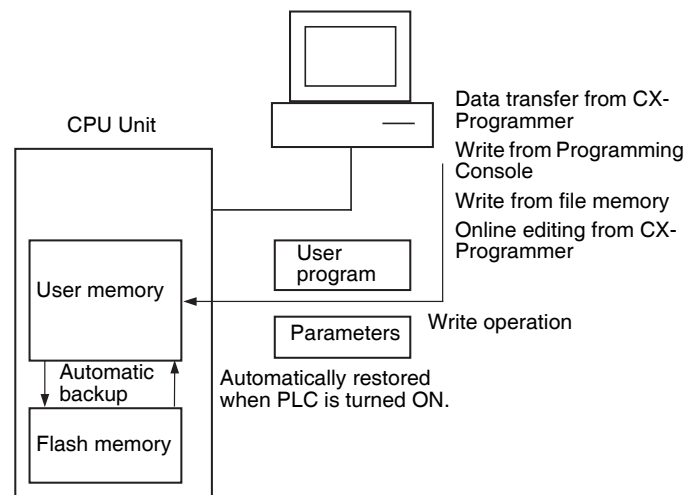 Data transfer from CX-
Programmer
Write from Programming
Console
Write from file memory
Online editing from CX-
Programmer
CPU Unit
User
program
User memory
Parameters
Write operation
Automatic
backup
Automatically restored
when PLC is turned ON.
Flash memory